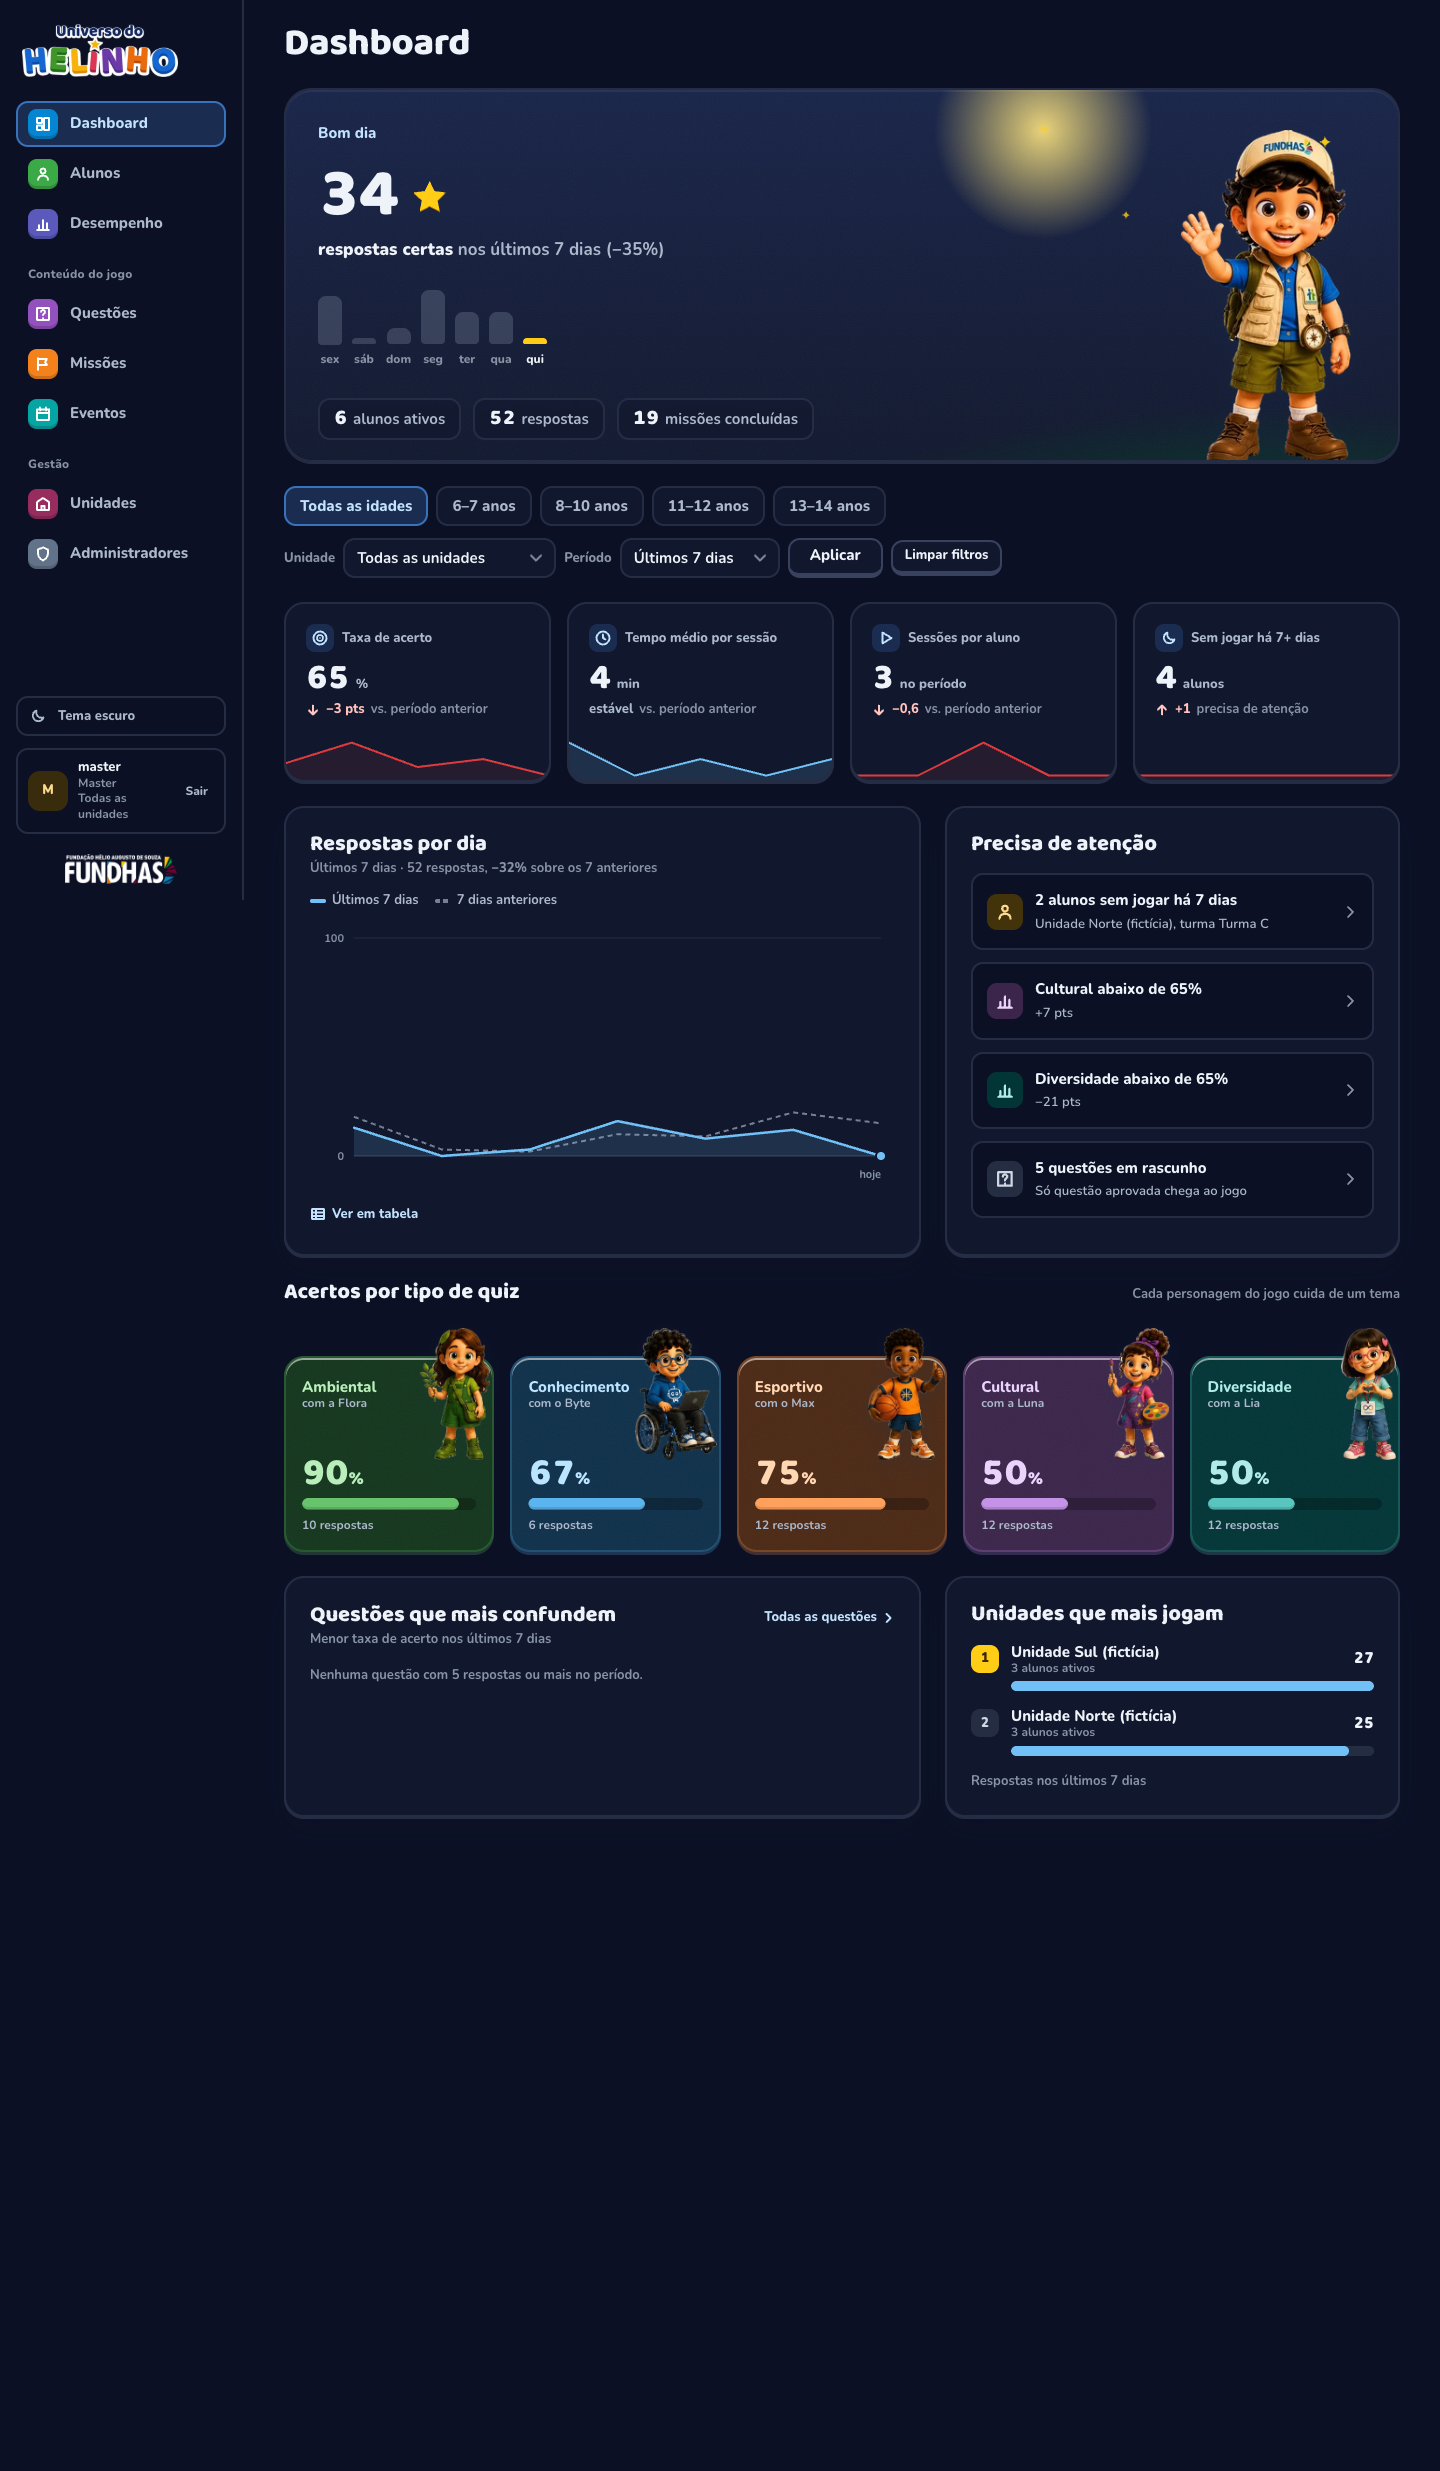 Universo do
HELINHO
Dashboard
Alunos
Desempenho
Conteúdo do jogo
Questões
Missões
Eventos
Gestão
Unidades
Administradores
Tema escuro
M
master
Master
Todas as
unidades
Sair
FUNDAÇÃO HÉLIO AUGUSTO DE SOUZA
FUNDHAS
Dashboard
Bom dia
34
respostas certas nos últimos 7 dias (−35%)
sex sáb dom seg ter qua qui
6 alunos ativos
52 respostas
19 missões concluídas
FUNDHAS
Todas as idades
6–7 anos
8–10 anos
11–12 anos
13–14 anos
Unidade Todas as unidades Período Últimos 7 dias Aplicar Limpar filtros
Taxa de acerto
65 %
−3 pts vs. período anterior
Tempo médio por sessão
4 min
estável vs. período anterior
Sessões por aluno
3 no período
−0,6 vs. período anterior
Sem jogar há 7+ dias
4 alunos
+1 precisa de atenção
Respostas por dia
Últimos 7 dias · 52 respostas, −32% sobre os 7 anteriores
Últimos 7 dias 7 dias anteriores
100
0
hoje
Ver em tabela
Precisa de atenção
2 alunos sem jogar há 7 dias
Unidade Norte (fictícia), turma Turma C
Cultural abaixo de 65%
+7 pts
Diversidade abaixo de 65%
−21 pts
5 questões em rascunho
Só questão aprovada chega ao jogo
Acertos por tipo de quiz
Cada personagem do jogo cuida de um tema
Ambiental
com a Flora
90%
10 respostas
Conhecimento
com o Byte
67%
6 respostas
Esportivo
com o Max
75%
12 respostas
Cultural
com a Luna
50%
12 respostas
Diversidade
com a Lia
50%
12 respostas
Questões que mais confundem
Todas as questões
Menor taxa de acerto nos últimos 7 dias
Nenhuma questão com 5 respostas ou mais no período.
Unidades que mais jogam
1
Unidade Sul (fictícia)
3 alunos ativos
27
2
Unidade Norte (fictícia)
3 alunos ativos
25
Respostas nos últimos 7 dias